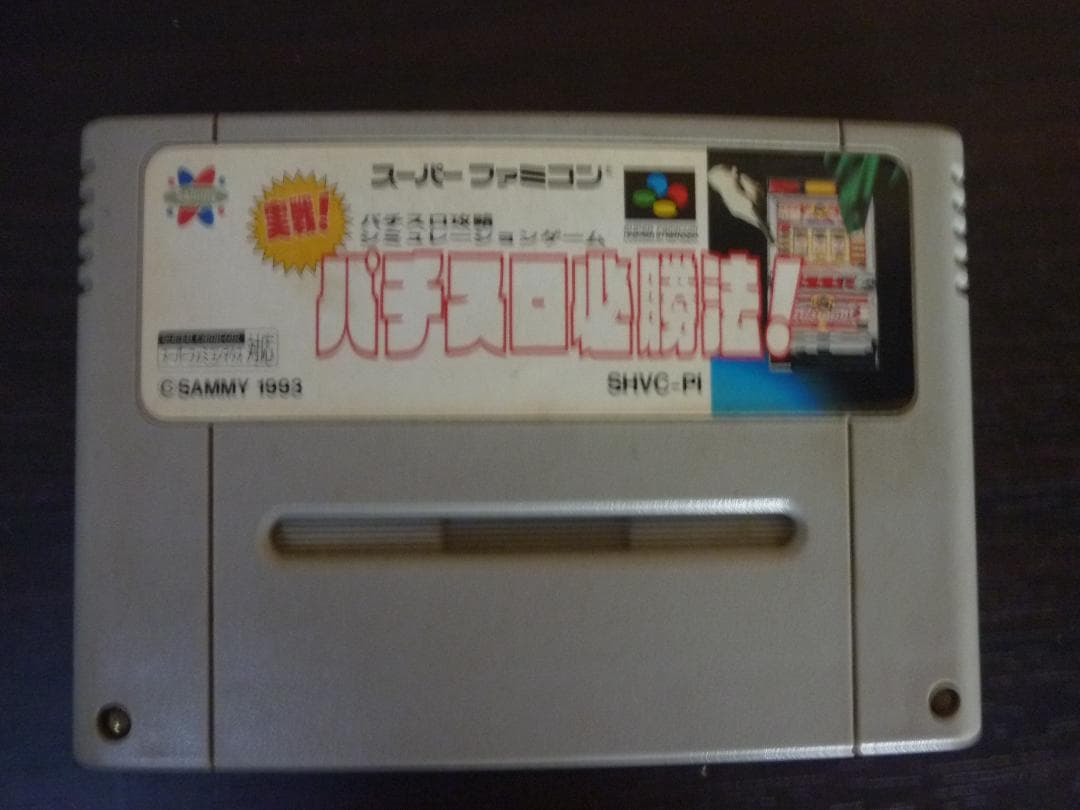 スーパーファミコン
実戦!
パチスロ攻略
シミュレーションゲーム
パチスロ必勝法!
対応
© SAMMY 1993
SHVC-PI